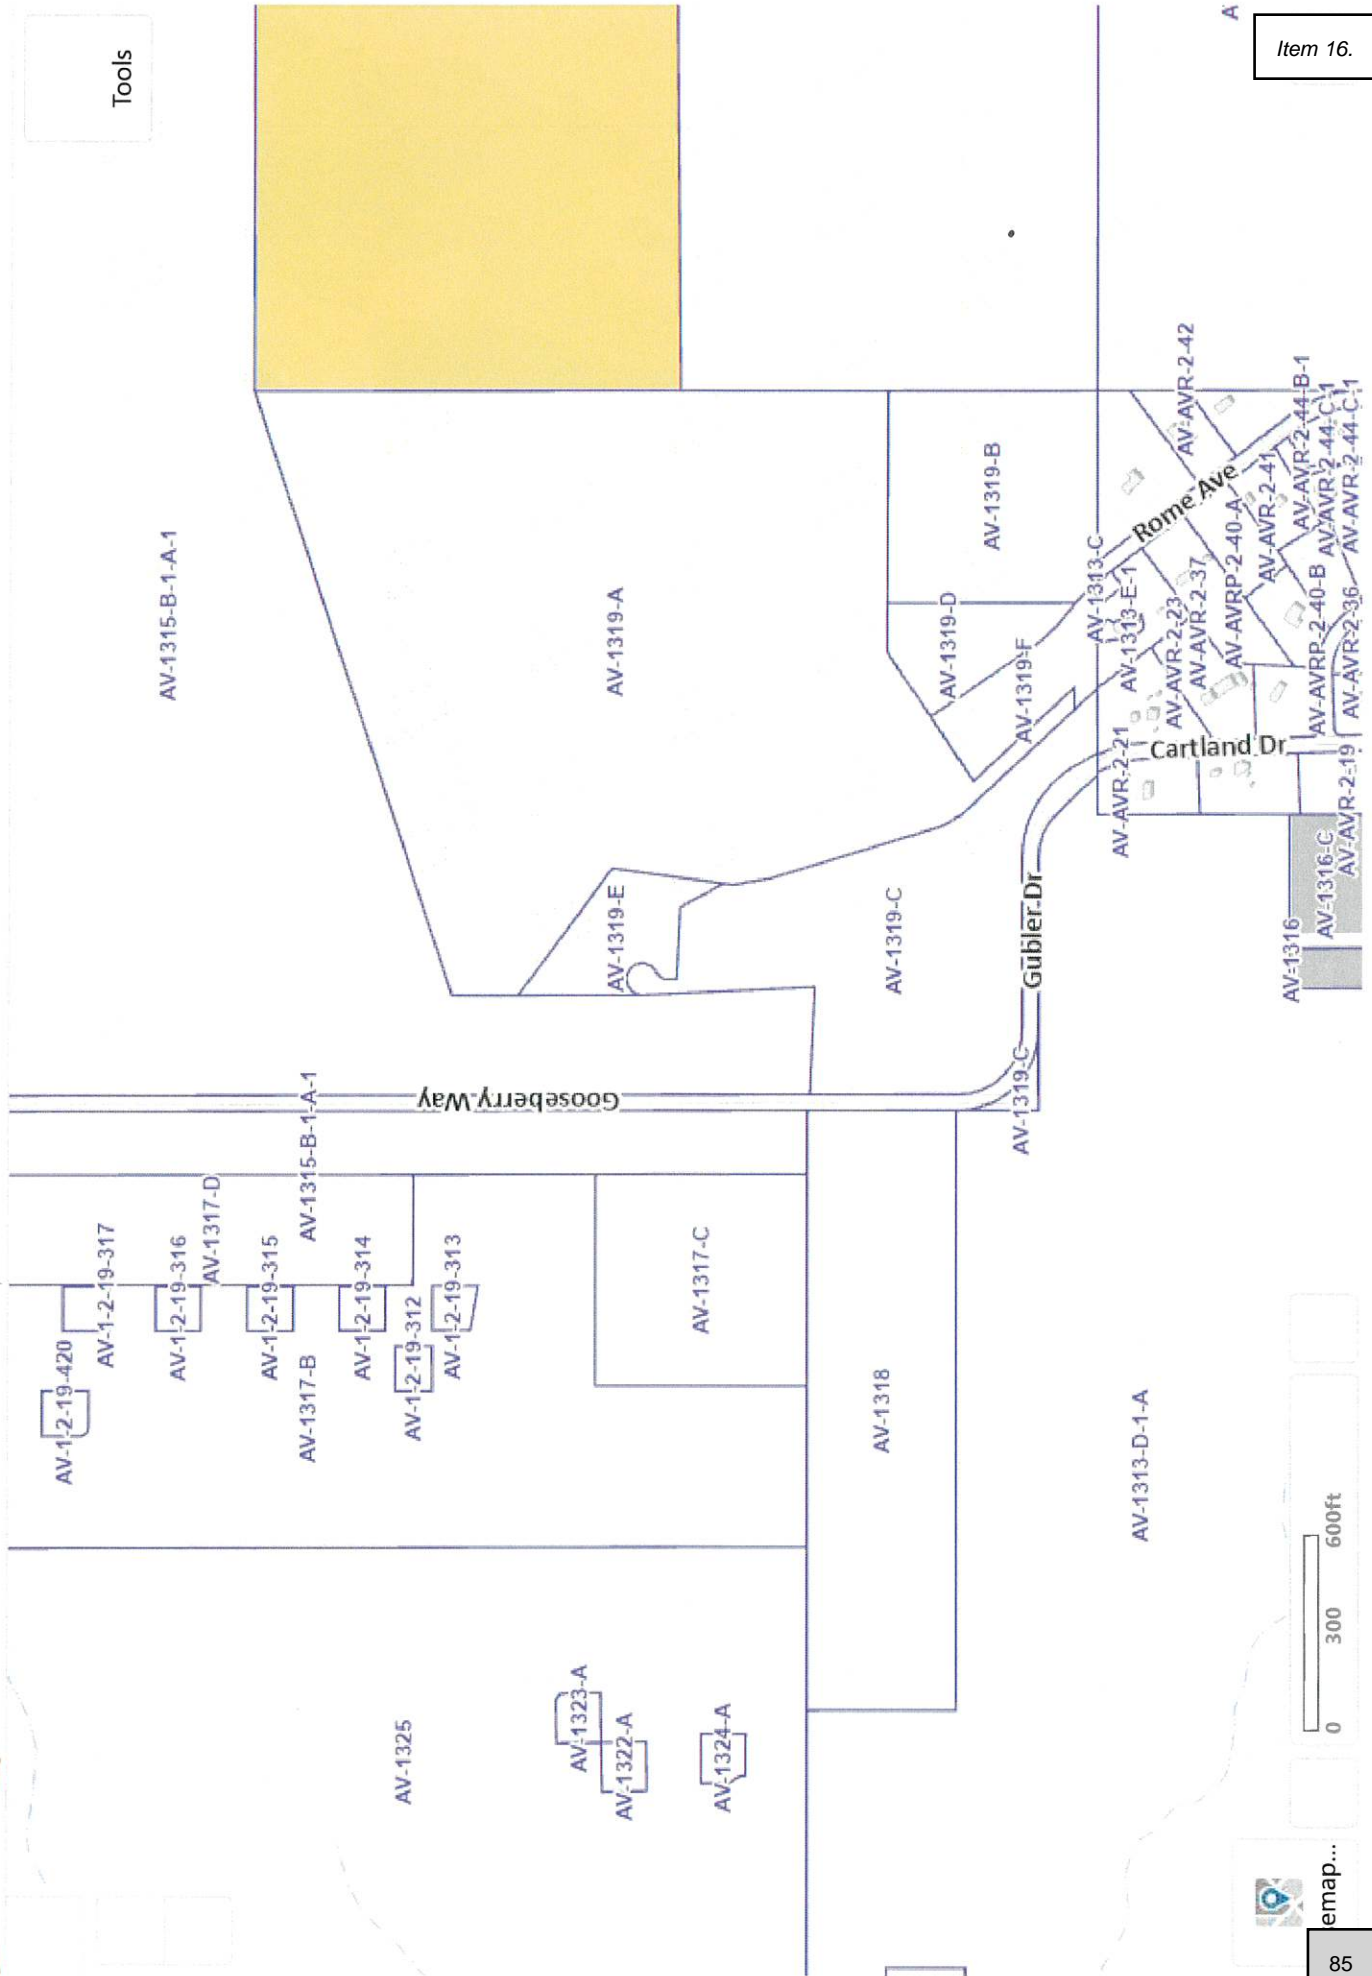 Item 16.
Tools
A
AV-1315-B-1-A-1
AV-1319-A
AV-1319-B
AV-1319-D
AV-1319-F
AV-1319-E
AV-1319-C
Gubler Dr
AV-1319-C
Gooseberry Way
AV-1315-B-1-A-1
AV-1317-D
AV-1-2-19-317
AV-1-2-19-316
AV-1-2-19-315
AV-1-2-19-314
AV-1-2-19-313
AV-1-2-19-312
AV-1-2-19-420
AV-1317-B
AV-1317-C
AV-1318
AV-1325
AV-1323-A
AV-1322-A
AV-1324-A
AV-1313-D-1-A
AV-1313-C
AV-1313-E-1
Rome Ave
AV-AVR-2-42
AV-AVR-2-23
AV-AVR-2-37
AV-AVRP-2-40-A
AV-AVR-2-41
AV-AVR-2-44-B-1
AV-AVR-2-44-C-1
AV-AVR-2-44-C-1
AV-AVRP-2-40-B
AV-AVR-2-36
Cartland Dr
AV-AVR-2-21
AV-AVR-2-19
AV-1316-C
AV-1316
0 300 600ft
emap...
85